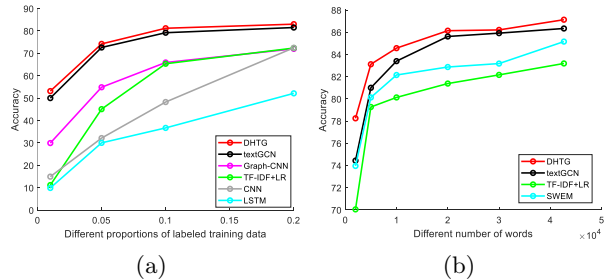 90
80
70
60
50
40
30
20
10
0
Accuracy
0
0.05
0.1
0.15
0.2
Different proportions of labeled training data
DHTG
textGCN
Graph-CNN
TF-IDF+LR
CNN
LSTM
(a)
88
86
84
82
80
78
76
74
72
70
Accuracy
0
1
2
3
4
×10⁴
Different number of words
DHTG
textGCN
TF-IDF+LR
SWEM
(b)